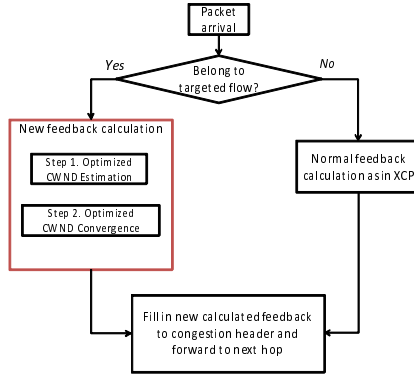 Packet
arrival
Yes
No
Belong to
targeted flow?
New feedback calculation
Step 1. Optimized
CWND Estimation
Step 2. Optimized
CWND Convergence
Normal feedback
calculation as in XCP
Fill in new calculated feedback
to congestion header and
forward to next hop